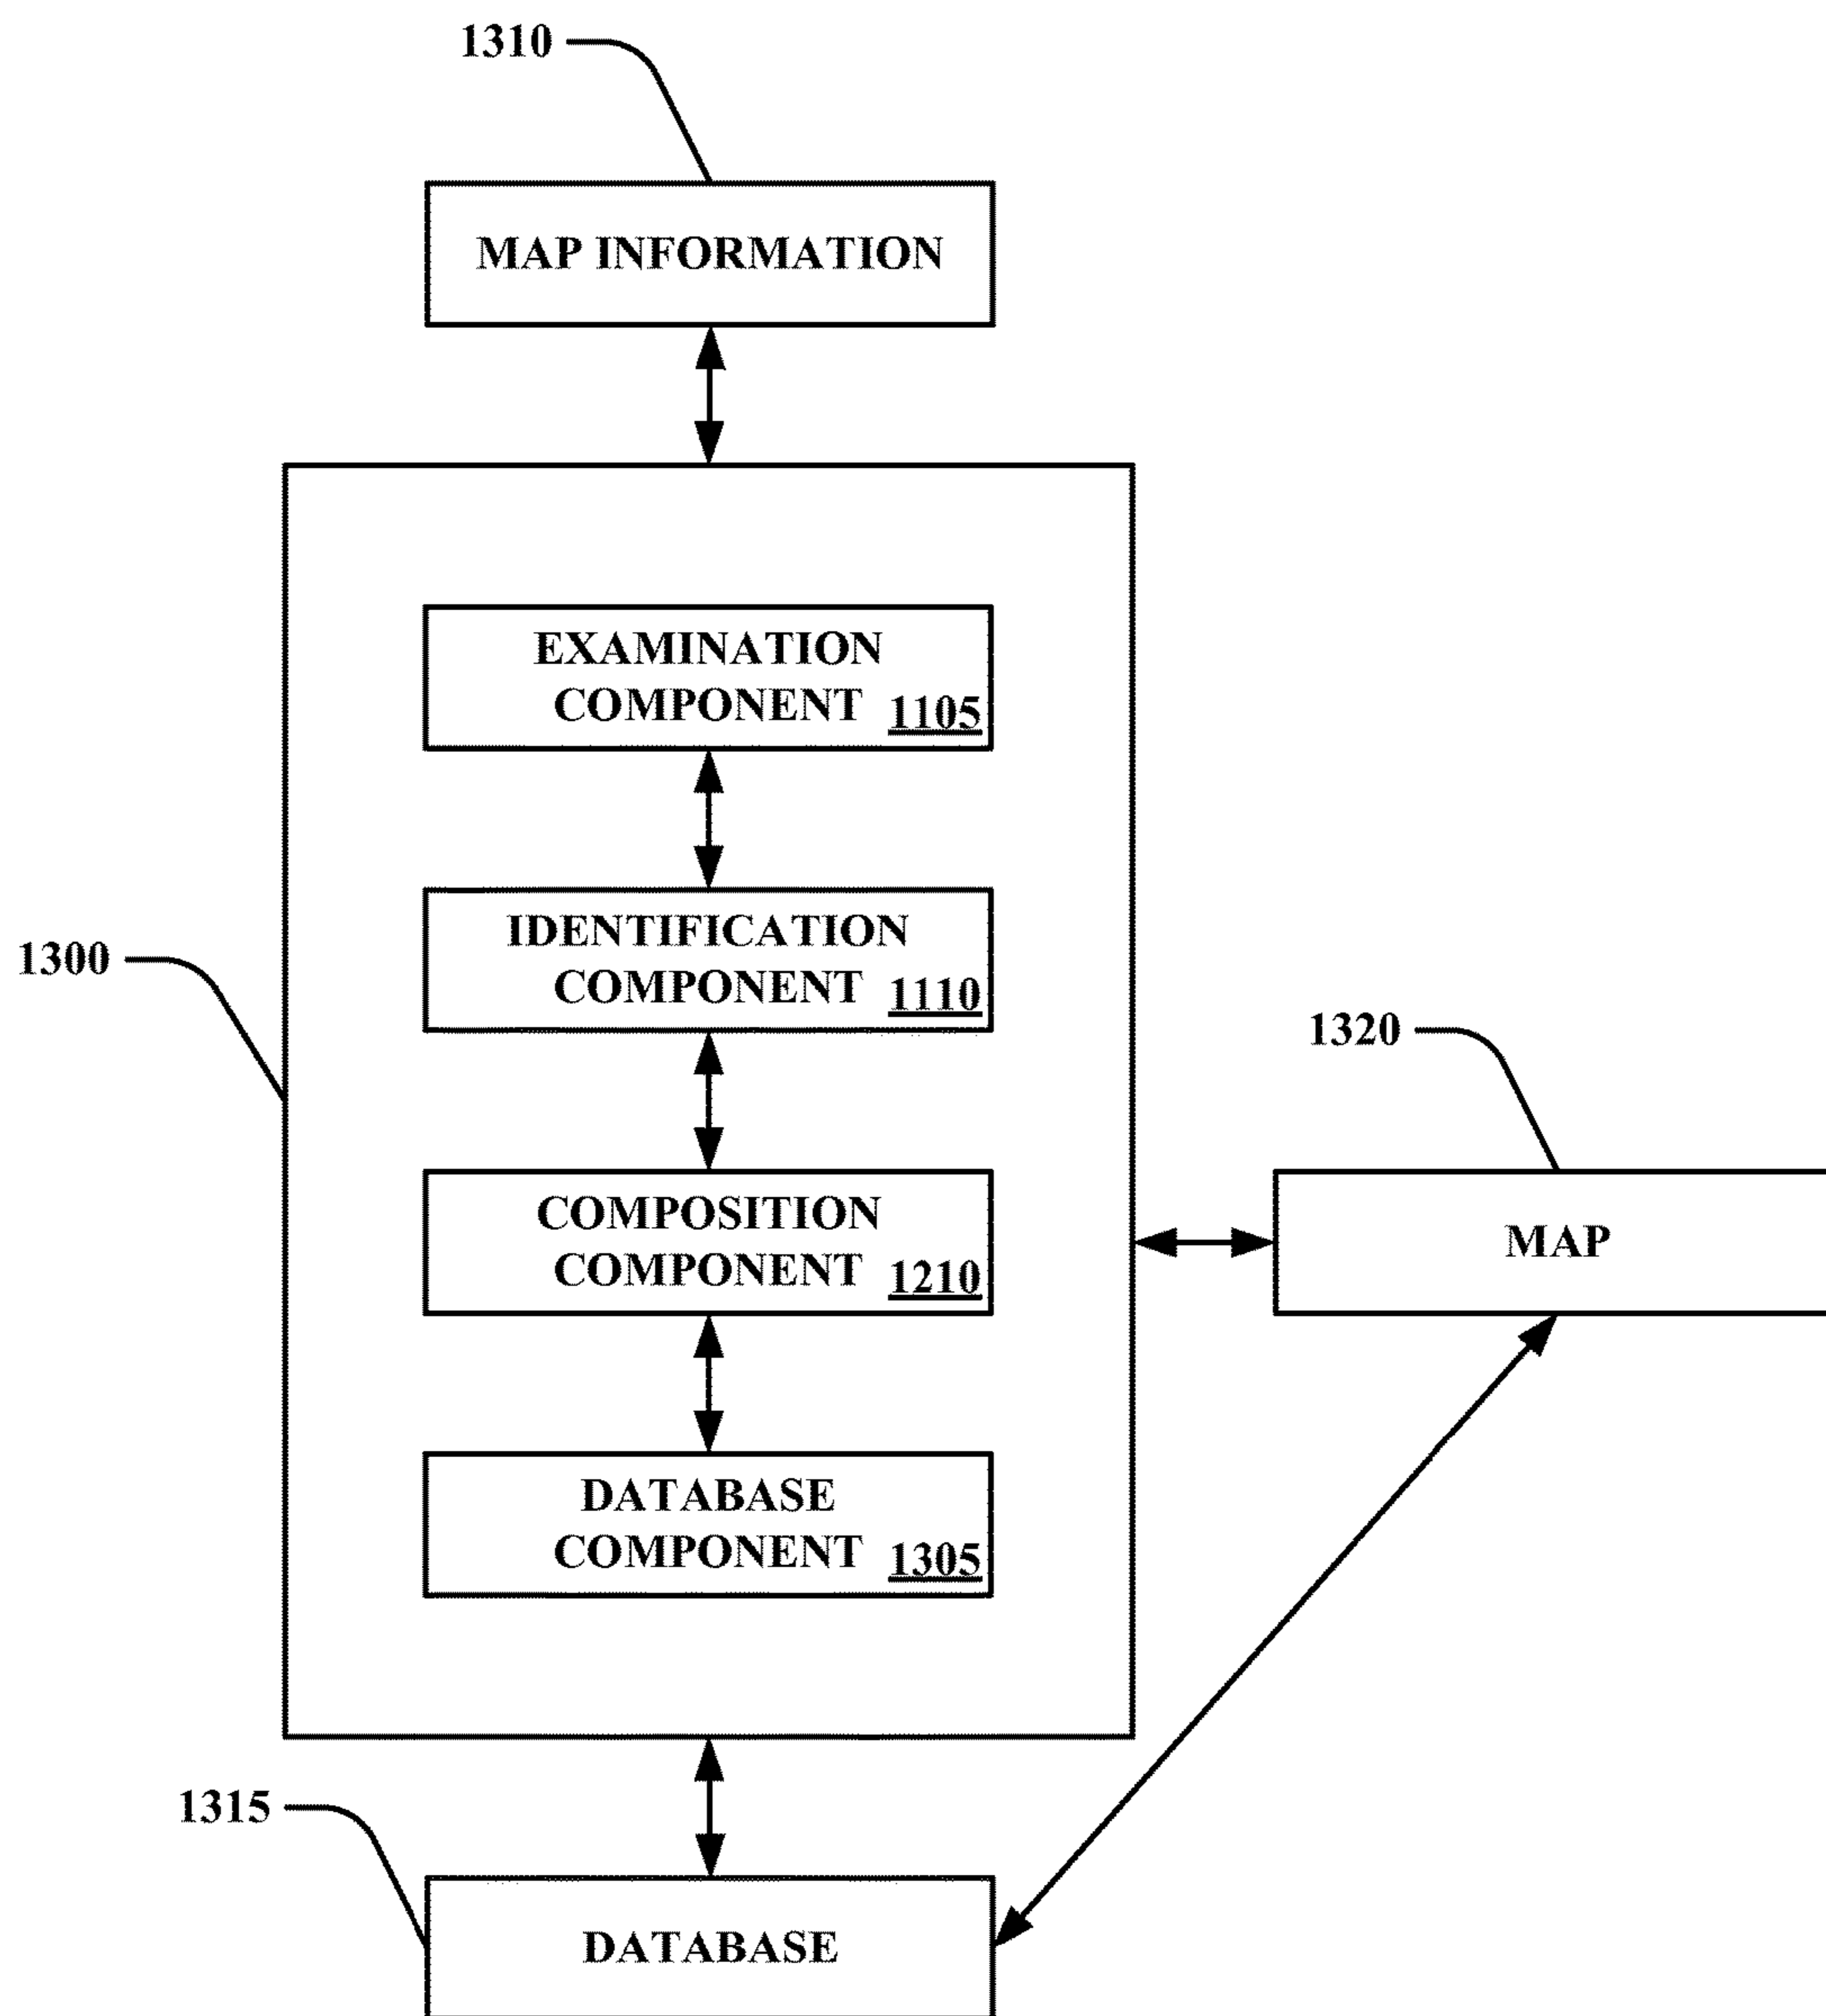 1310
MAP INFORMATION
EXAMINATION
COMPONENT 1105
IDENTIFICATION
COMPONENT 1110
1300
1320
COMPOSITION
COMPONENT 1210
MAP
DATABASE
COMPONENT 1305
1315
DATABASE